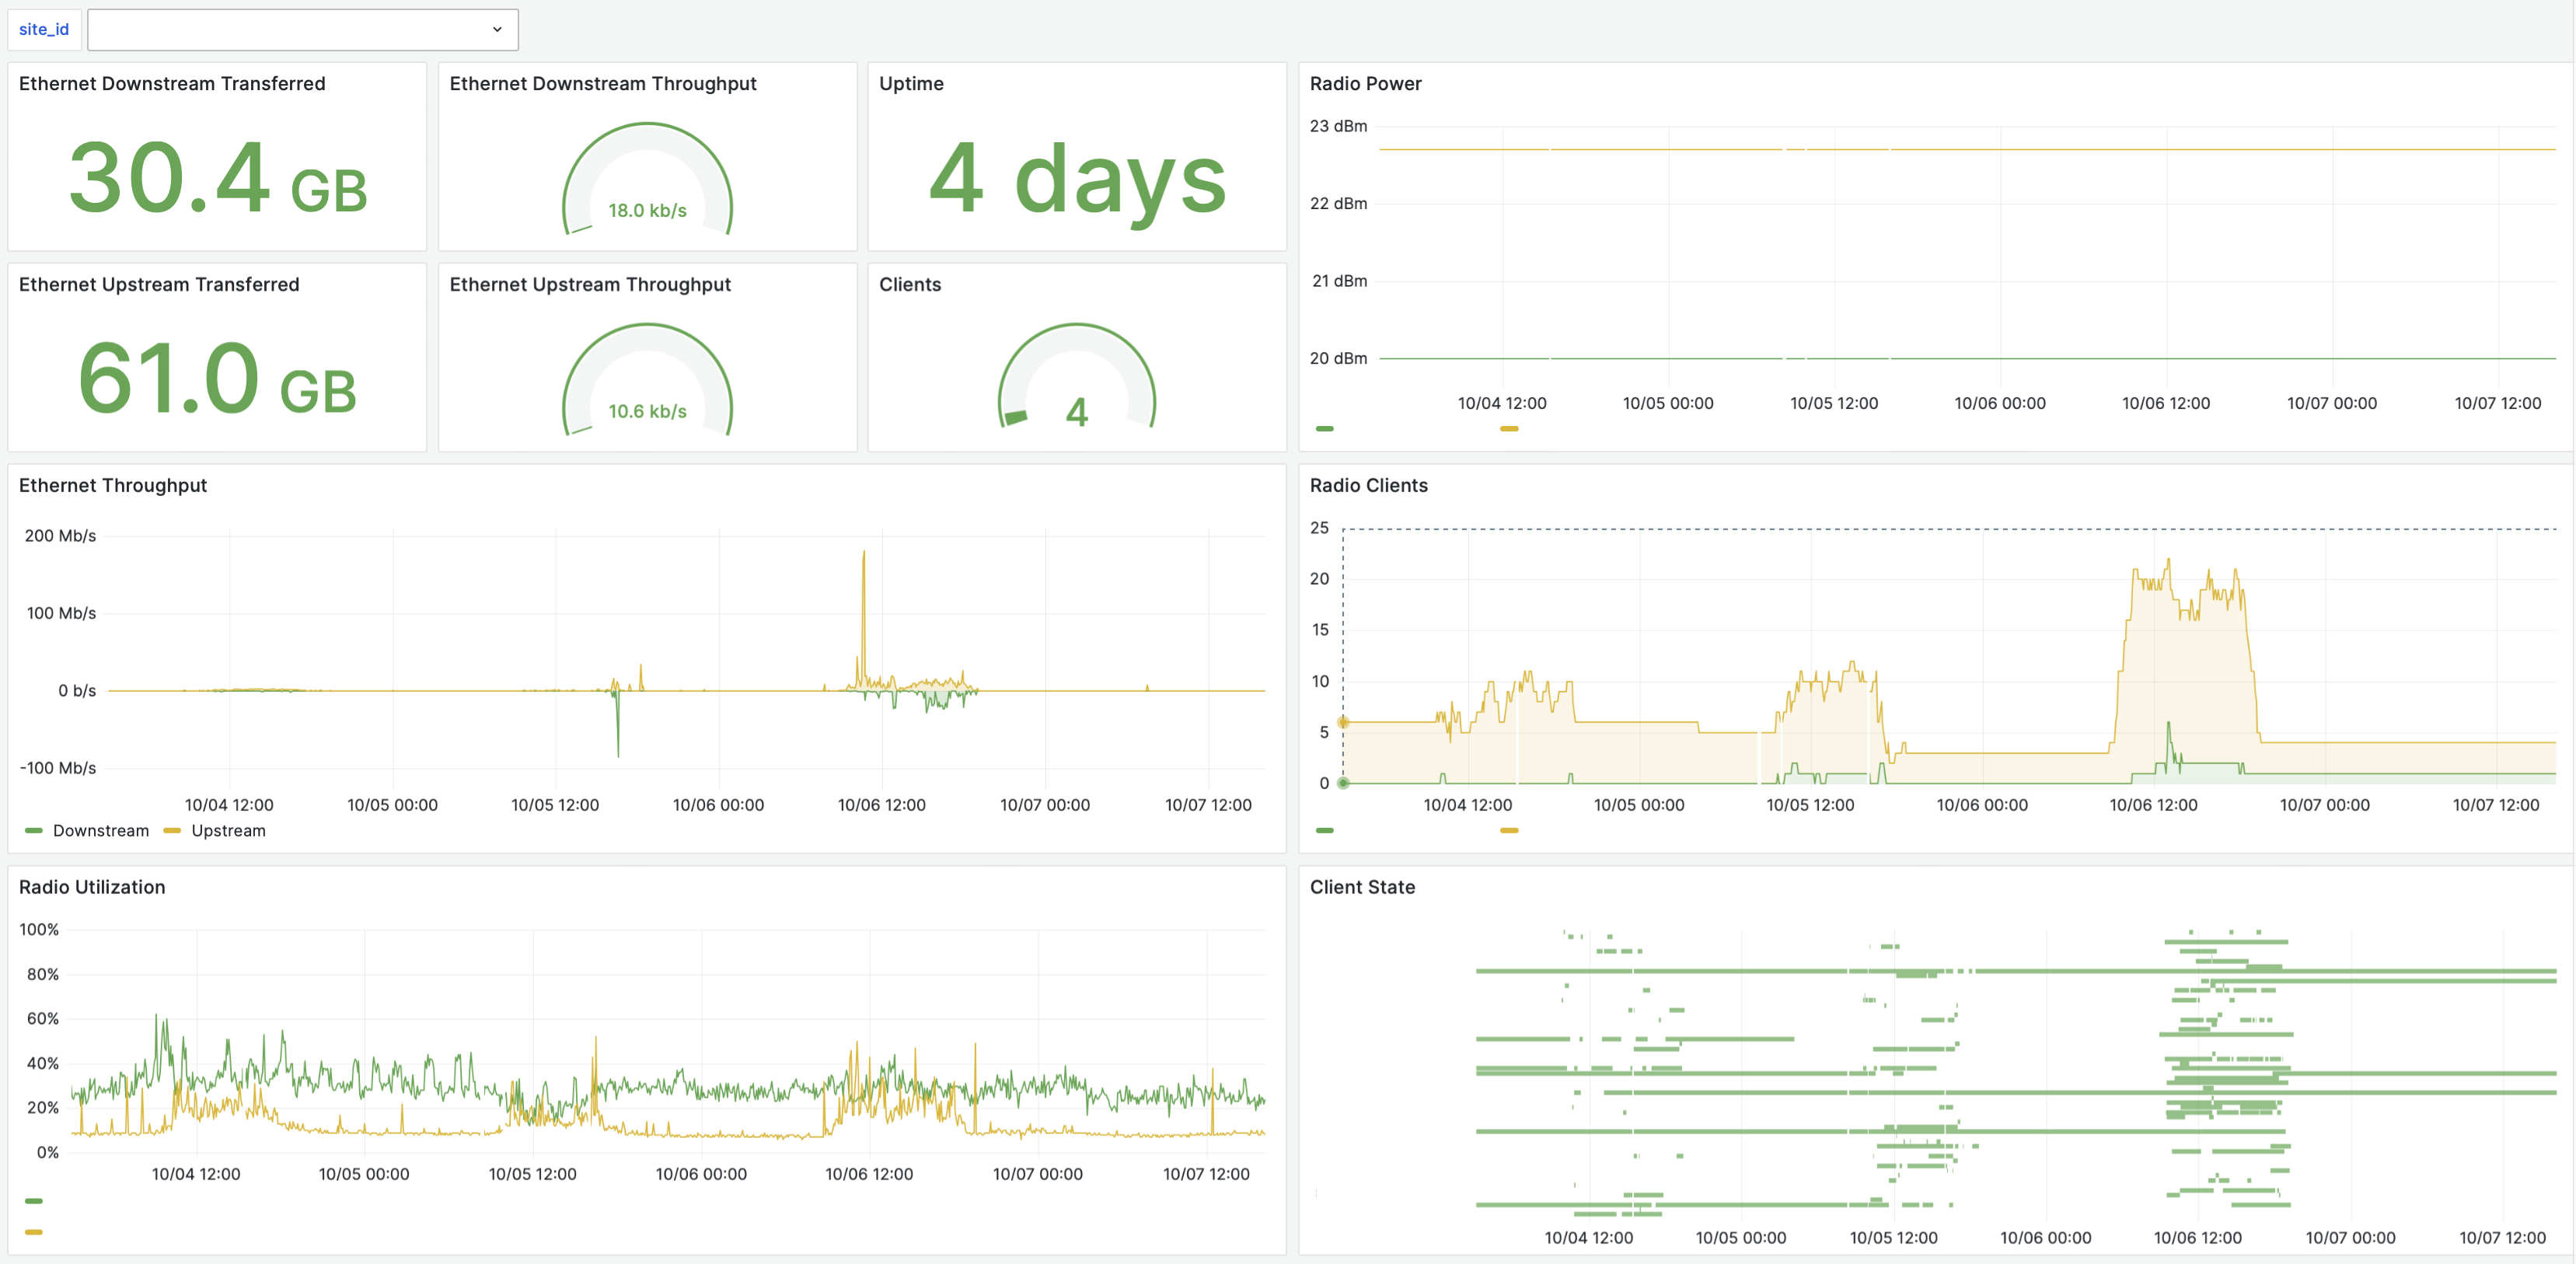 site_id
Ethernet Downstream Transferred
30.4 GB
Ethernet Downstream Throughput
18.0 kb/s
Uptime
4 days
Radio Power
23 dBm
22 dBm
21 dBm
20 dBm
10/04 12:00 10/05 00:00 10/05 12:00 10/06 00:00 10/06 12:00 10/07 00:00 10/07 12:00
Ethernet Upstream Transferred
61.0 GB
Ethernet Upstream Throughput
10.6 kb/s
Clients
4
Ethernet Throughput
200 Mb/s
100 Mb/s
0 b/s
-100 Mb/s
10/04 12:00 10/05 00:00 10/05 12:00 10/06 00:00 10/06 12:00 10/07 00:00 10/07 12:00
Downstream Upstream
Radio Clients
25
20
15
10
5
0
10/04 12:00 10/05 00:00 10/05 12:00 10/06 00:00 10/06 12:00 10/07 00:00 10/07 12:00
Radio Utilization
100%
80%
60%
40%
20%
0%
10/04 12:00 10/05 00:00 10/05 12:00 10/06 00:00 10/06 12:00 10/07 00:00 10/07 12:00
Client State
10/04 12:00 10/05 00:00 10/05 12:00 10/06 00:00 10/06 12:00 10/07 00:00 10/07 12:00